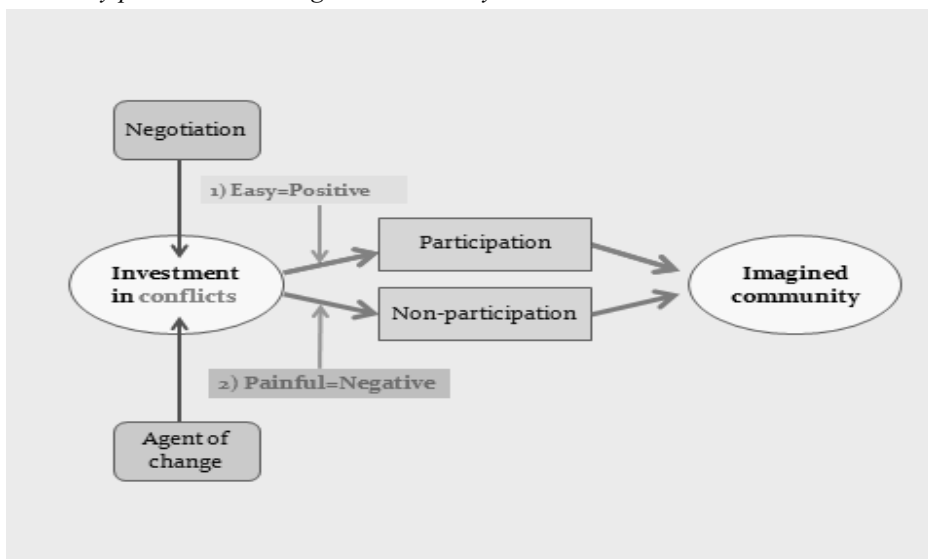 Negotiation
1) Easy=Positive
Participation
Investment
in conflicts
Imagined
community
Non-participation
2) Painful=Negative
Agent of
change